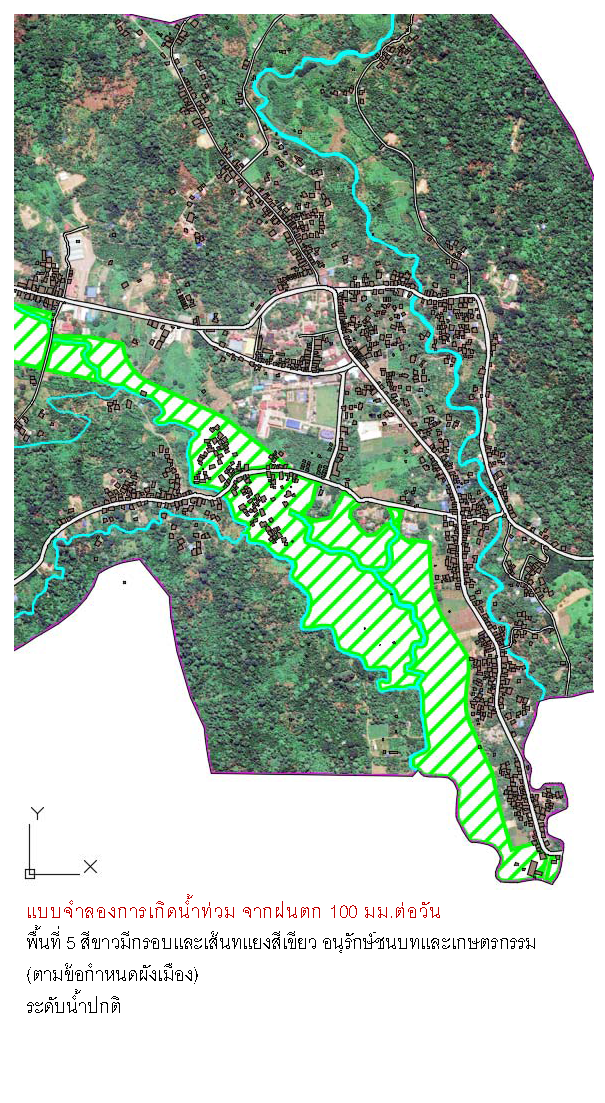 Y
X
แบบจำลองการเกิดน้ำท่วม จากฝนตก 100 มม.ต่อวัน
พื้นที่ 5 สีขาวมีกรอบและเส้นทแยงสีเขียว อนุรักษ์ชนบทและเกษตรกรรม
(ตามข้อกำหนดผังเมือง)
ระดับน้ำปกติ